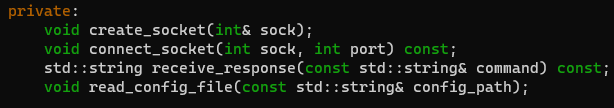 private:
    void create_socket(int& sock);
    void connect_socket(int sock, int port) const;
    std::string receive_response(const std::string& command) const;
    void read_config_file(const std::string& config_path);